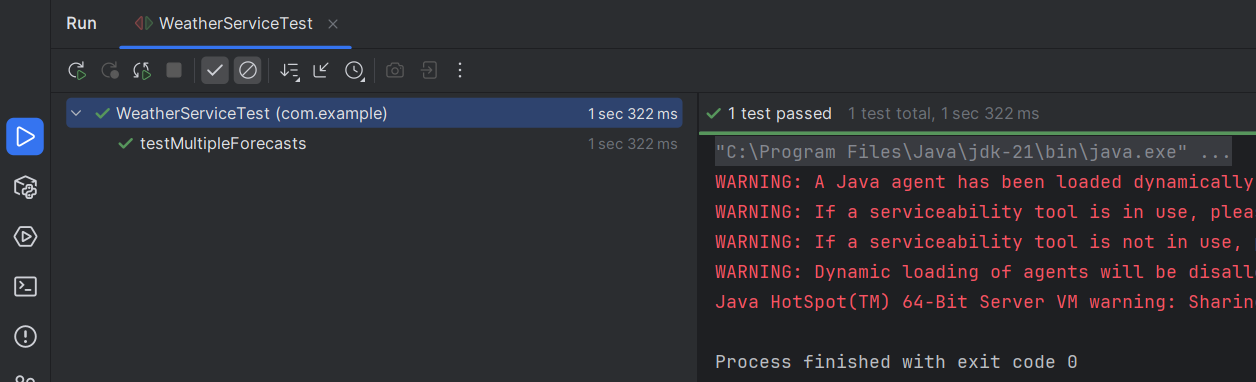 Run WeatherServiceTest
WeatherServiceTest (com.example) 1 sec 322 ms
testMultipleForecasts 1 sec 322 ms
1 test passed 1 test total, 1 sec 322 ms
"C:\Program Files\Java\jdk-21\bin\java.exe" ...
WARNING: A Java agent has been loaded dynamically
WARNING: If a serviceability tool is in use, plea
WARNING: If a serviceability tool is not in use,
WARNING: Dynamic loading of agents will be disall
Java HotSpot(TM) 64-Bit Server VM warning: Sharin
Process finished with exit code 0